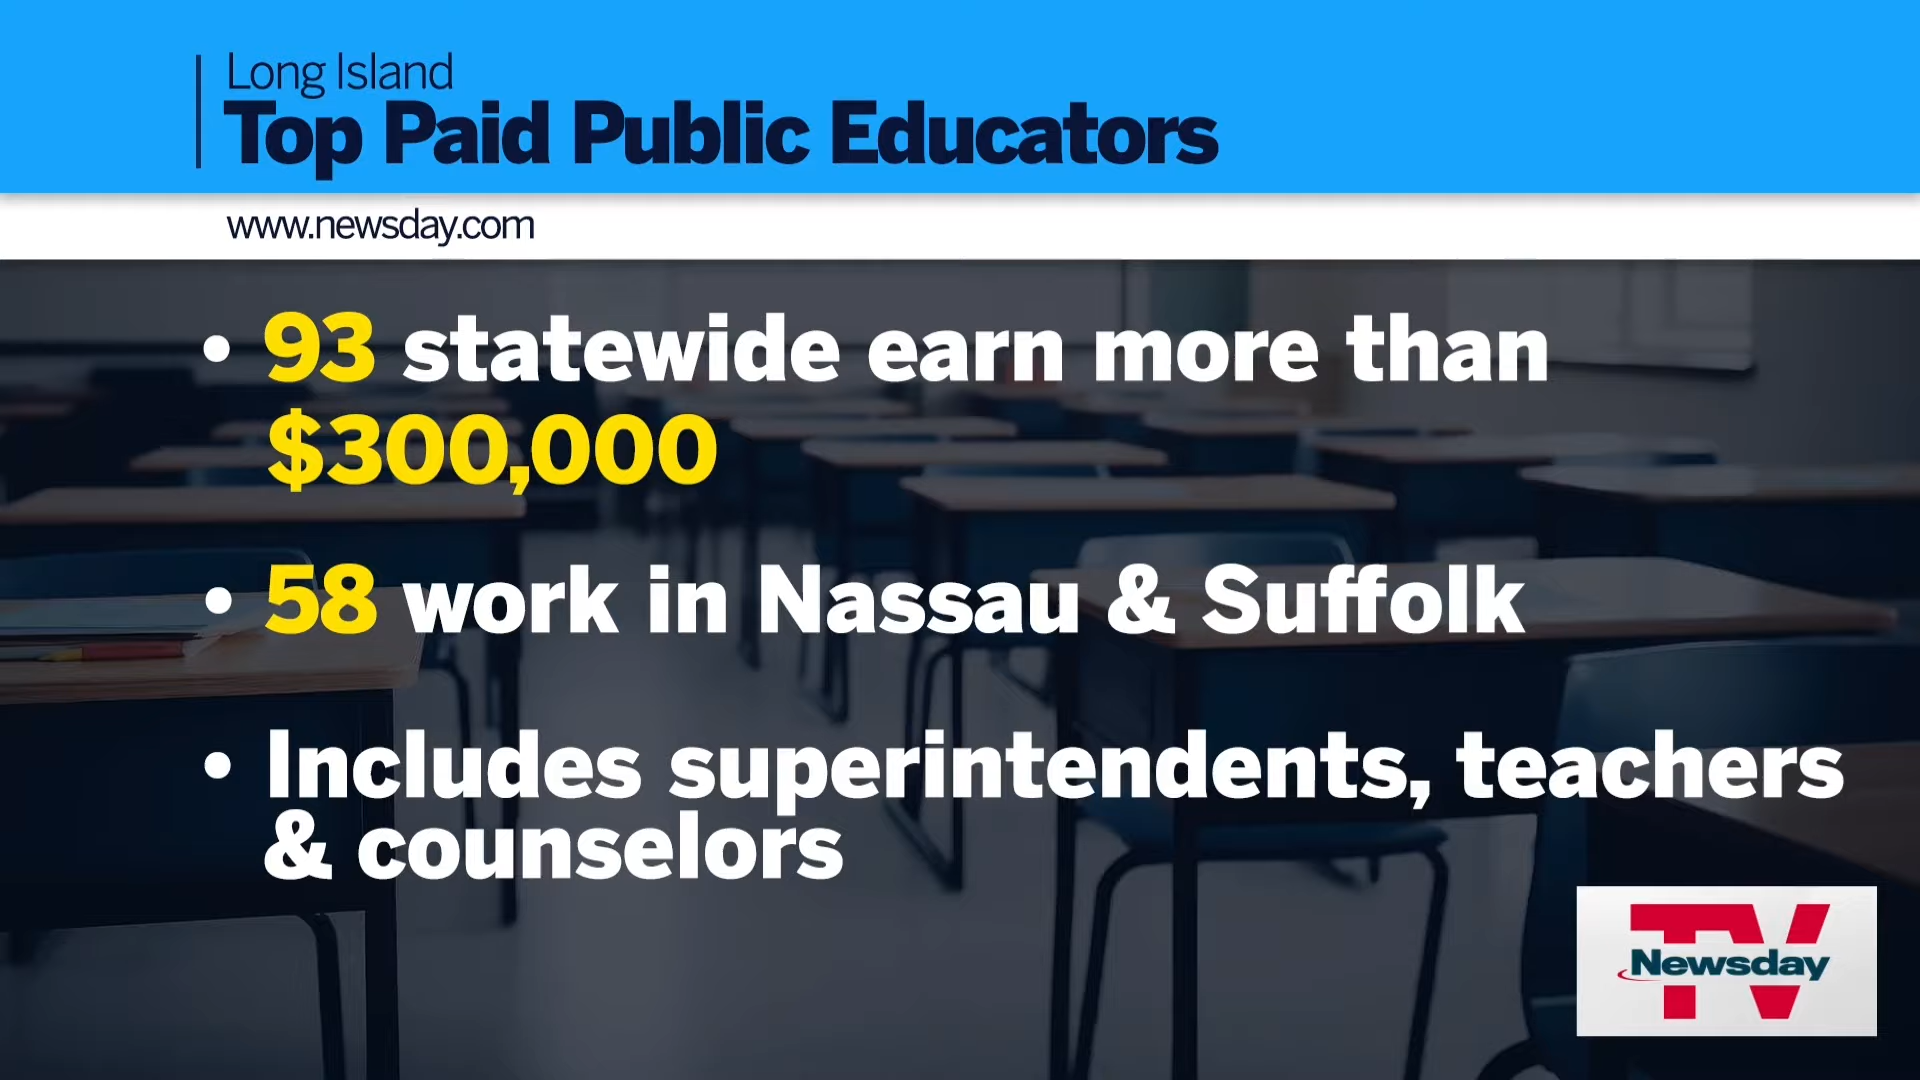 Long Island
Top Paid Public Educators
www.newsday.com
• 93 statewide earn more than
$300,000
• 58 work in Nassau & Suffolk
• Includes superintendents, teachers
& counselors
TV
Newsday